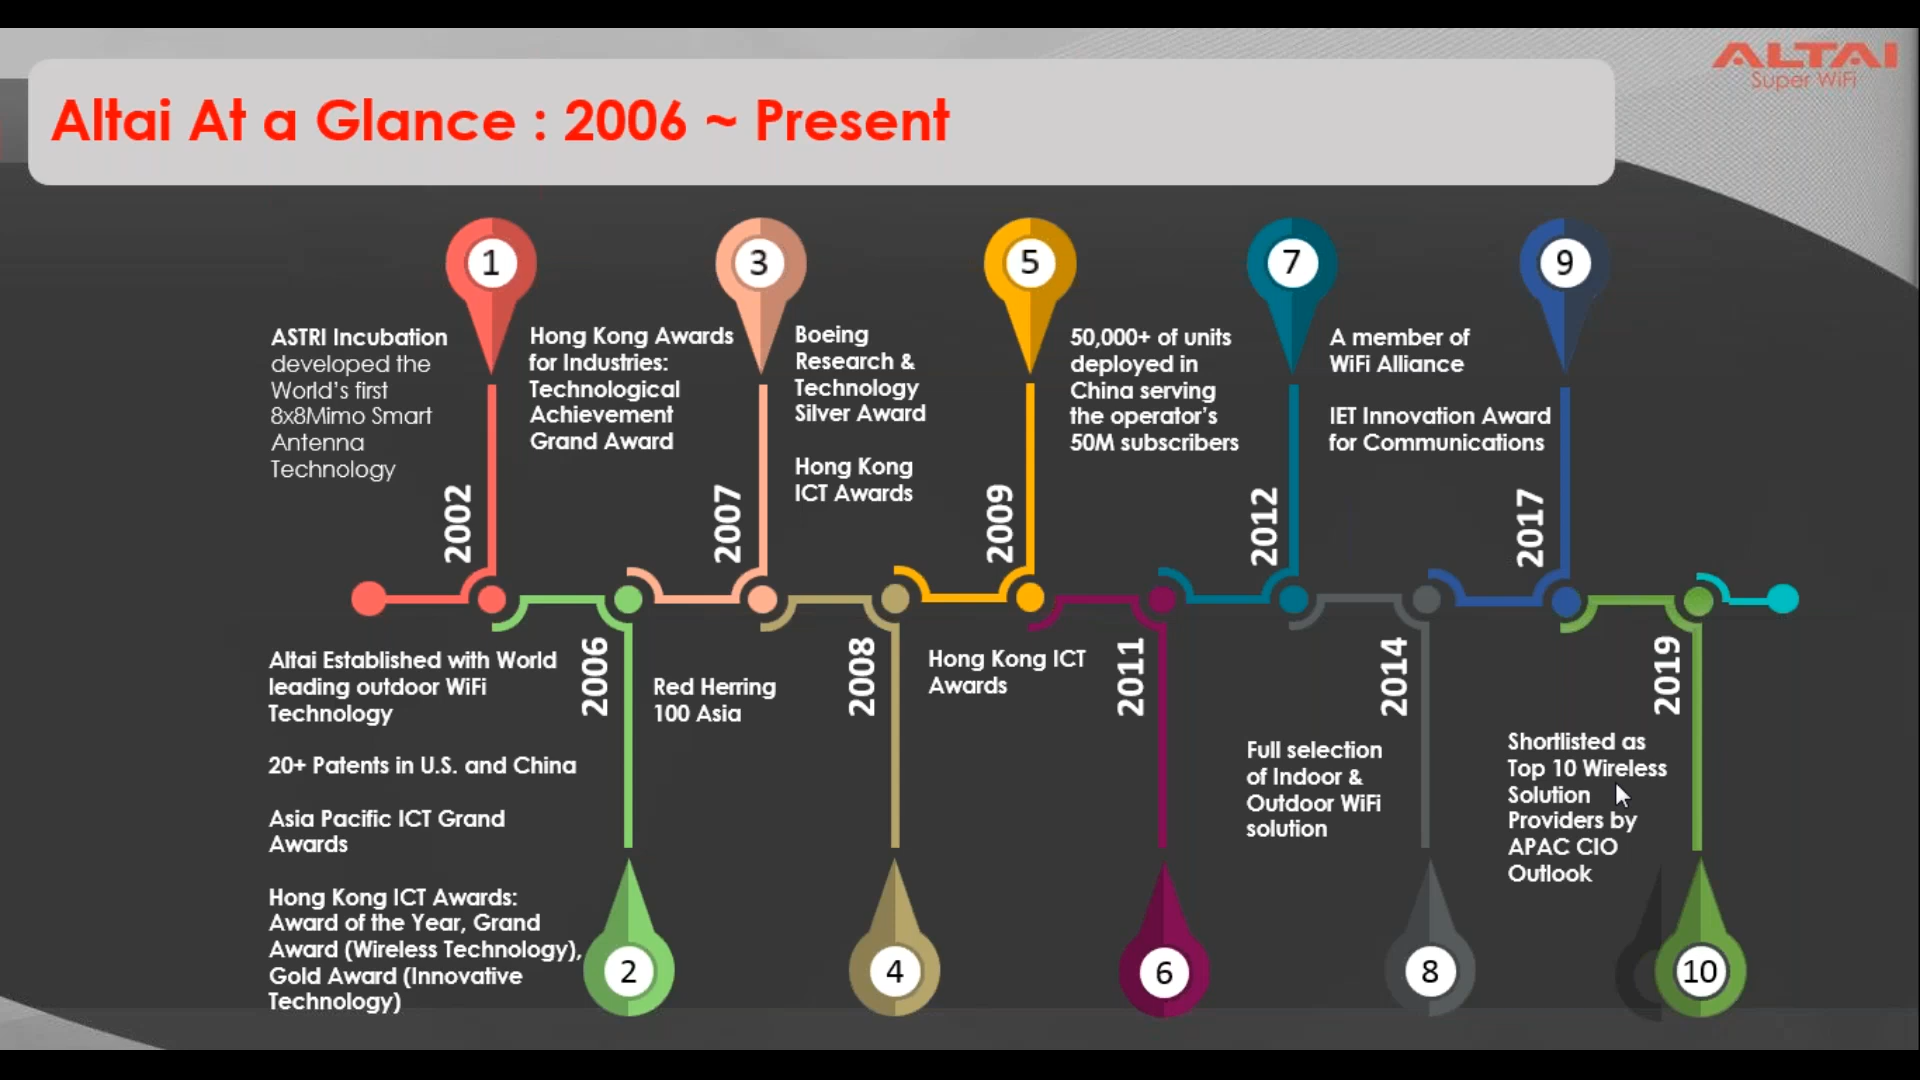 ALTAI
Super WiFi
Altai At a Glance : 2006 ~ Present
1
3
5
7
9
ASTRI Incubation
developed the
World's first
8x8Mimo Smart
Antenna
Technology
2002
Hong Kong Awards
for Industries:
Technological
Achievement
Grand Award
2007
Boeing
Research &
Technology
Silver Award
Hong Kong
ICT Awards
2009
50,000+ of units
deployed in
China serving
the operator's
50M subscribers
2012
A member of
WiFi Alliance
IET Innovation Award
for Communications
2017
Altai Established with World
leading outdoor WiFi
Technology
20+ Patents in U.S. and China
Asia Pacific ICT Grand
Awards
Hong Kong ICT Awards:
Award of the Year, Grand
Award (Wireless Technology),
Gold Award (Innovative
Technology)
2006
Red Herring
100 Asia
2008
Hong Kong ICT
Awards
2011
Full selection
of Indoor &
Outdoor WiFi
solution
2014
Shortlisted as
Top 10 Wireless
Solution
Providers by
APAC CIO
Outlook
2019
2
4
6
8
10